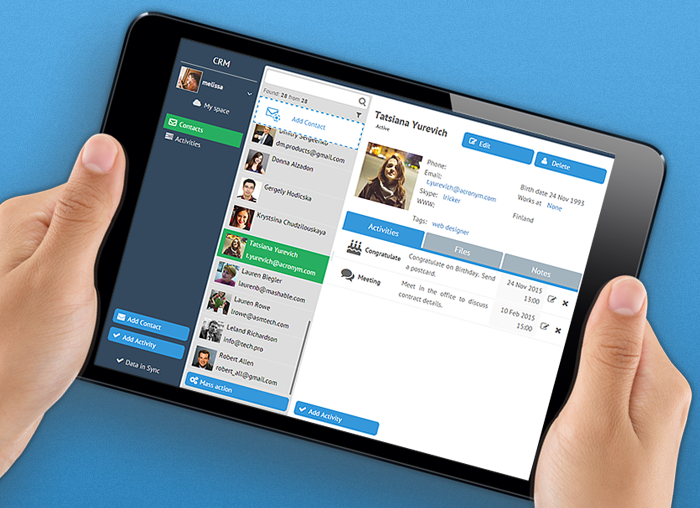 CRM
melissa
My space
Contacts
Activities
Add Contact
Add Activity
Data in Sync
Found: 28 from 28
Add Contact
dm.products@gmail.com
Donna Alzadon
Gergely Hodicska
Krystsina Chudzilouskaya
Tatsiana Yurevich
t.yurevich@acronym.com
Lauren Biegler
laurenb@mashable.com
Lauren Rowe
lrowe@asmtech.com
Leland Richardson
info@tech.pro
Robert Allen
robert_all@gmail.com
Mass action
Tatsiana Yurevich
Active
Edit
Delete
Phone:
Email:
t.yurevich@acronym.com
Skype: tricker
WWW:
Tags: web designer
Birth date 24 Nov 1993
Works at None
Finland
Activities
Files
Notes
Congratulate
Congratulate on Birthday. Send
a postcard.
24 Nov 2015
13:00
Meeting
Meet in the office to discuss
contract details.
10 Feb 2015
15:00
Add Activity